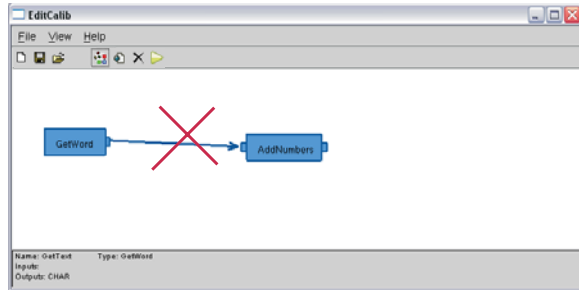 EditCalib
File View Help
GetWord
AddNumbers
Name: GetText Type: GetWord
Inputs:
Outputs: CHAR